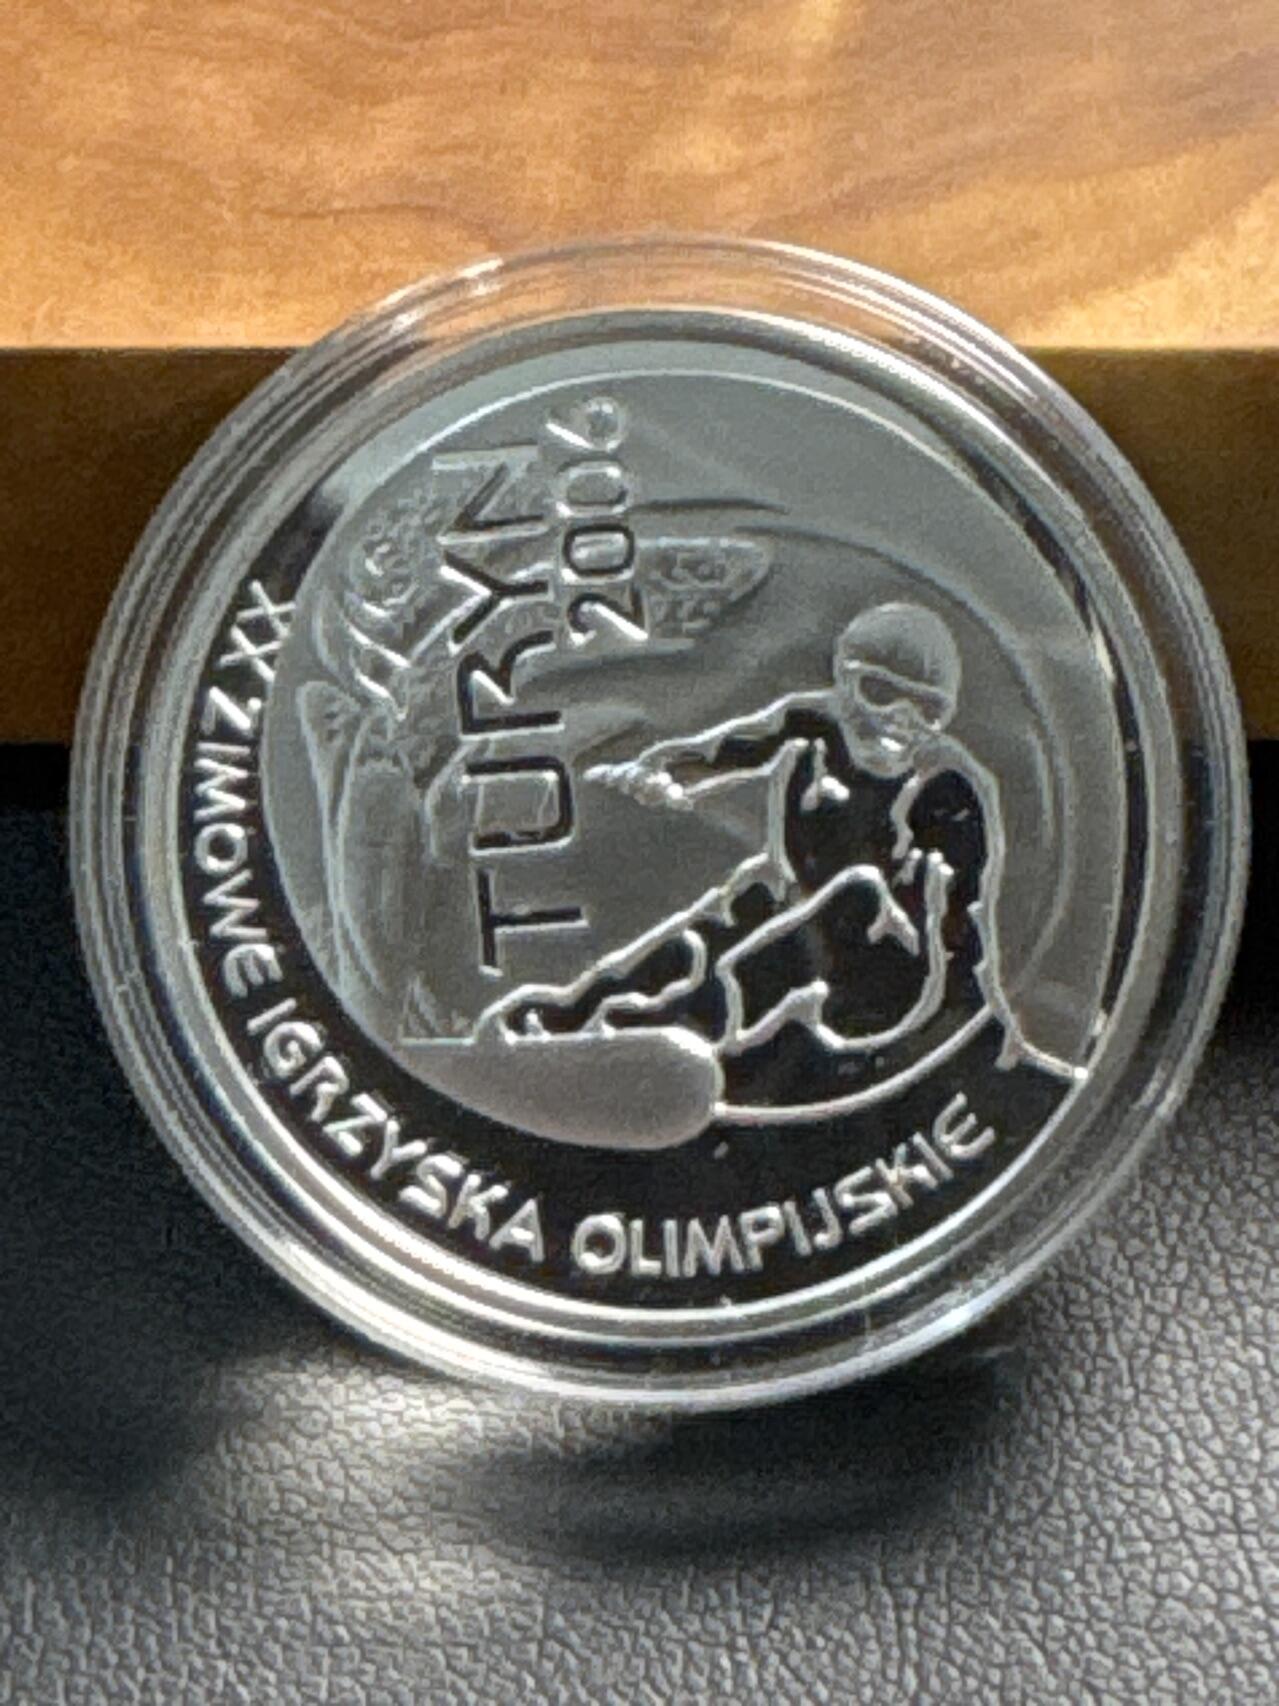 XX ZIMOWE IGRZYSKA OLIMPIJSKIE
TURYN
2006